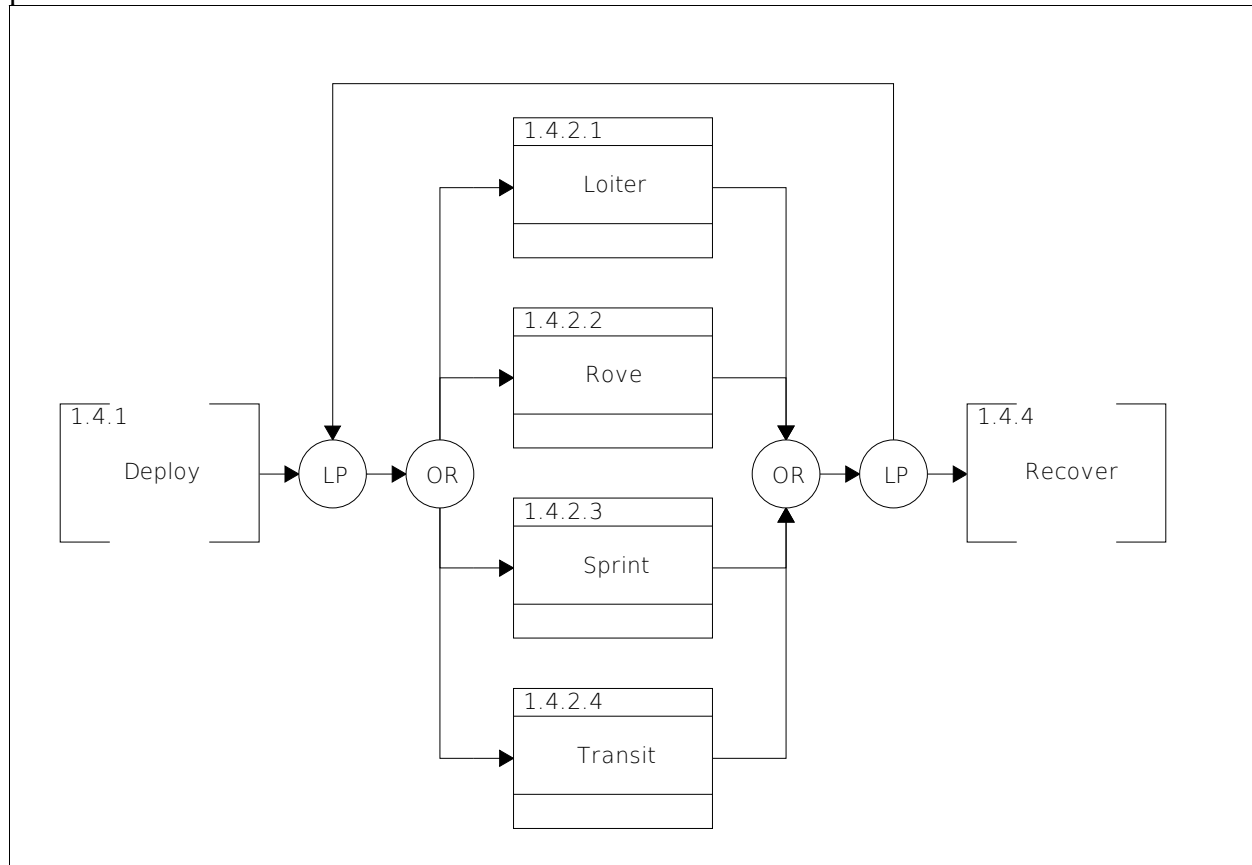 1.4.2.1
Loiter
1.4.2.2
Rove
1.4.1
Deploy
LP
OR
OR
LP
1.4.4
Recover
1.4.2.3
Sprint
1.4.2.4
Transit